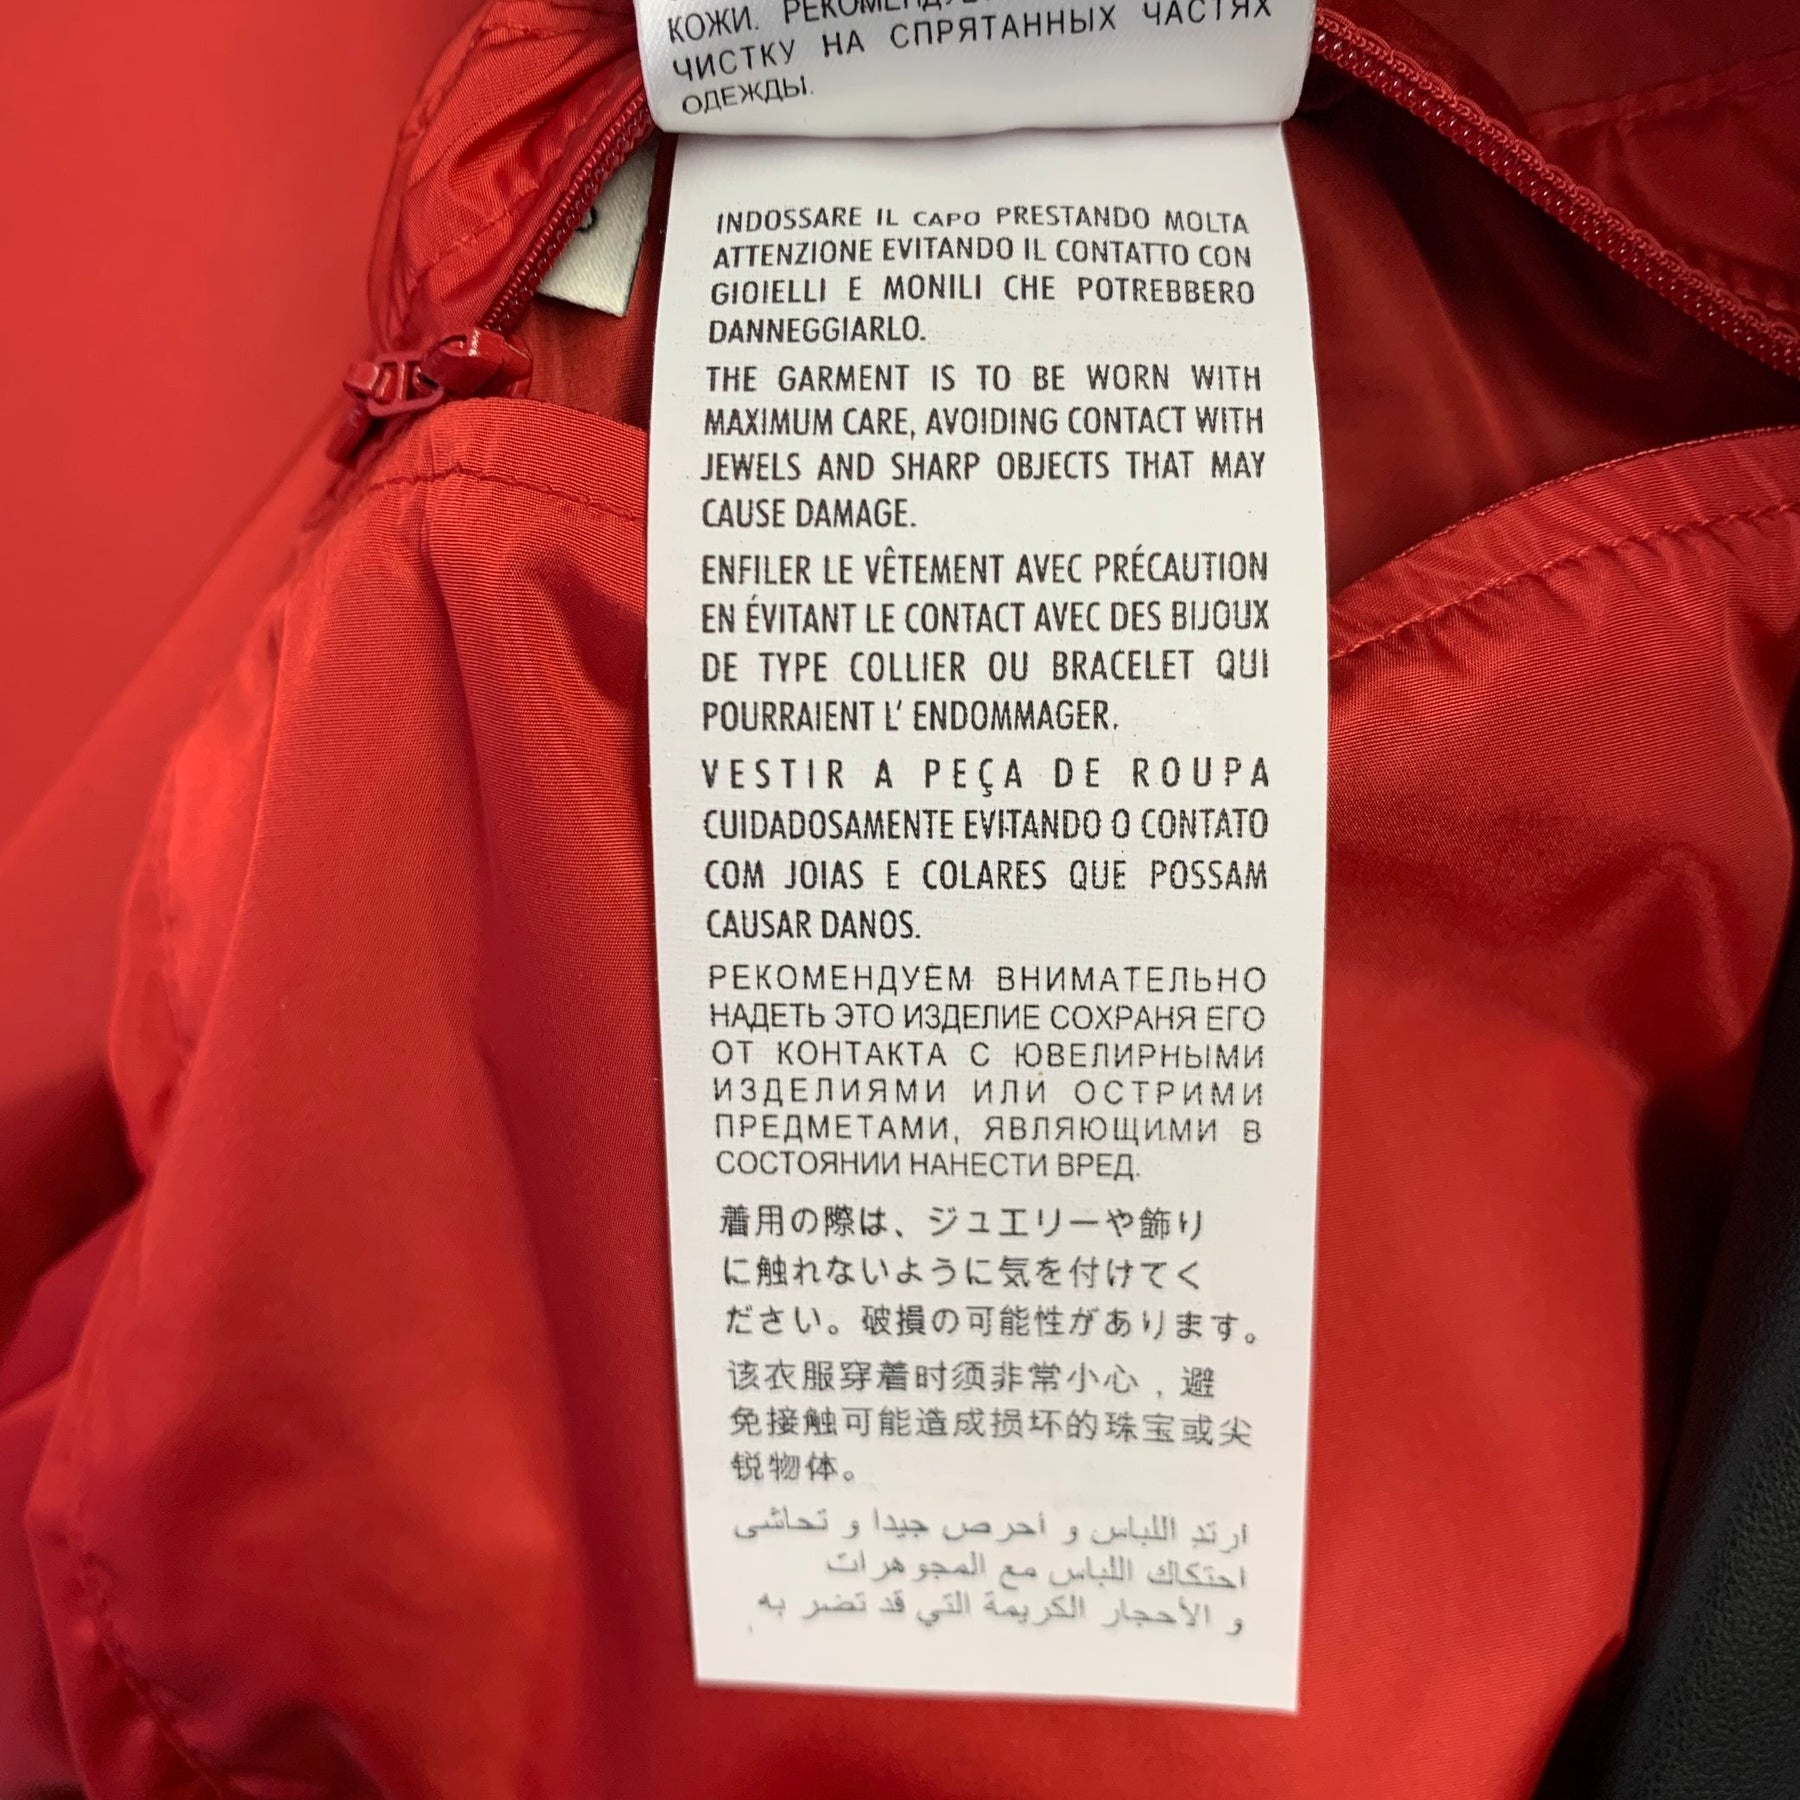 КОЖИ.
ЧИСТКУ НА СПРЯТАННЫХ ЧАСТЯХ
ОДЕЖДЫ.
INDOSSARE IL CAPO PRESTANDO MOLTA
ATTENZIONE EVITANDO IL CONTATTO CON
GIOIELLI E MONILI CHE POTREBBERO
DANNEGGIARLO.
THE GARMENT IS TO BE WORN WITH
MAXIMUM CARE, AVOIDING CONTACT WITH
JEWELS AND SHARP OBJECTS THAT MAY
CAUSE DAMAGE.
ENFILER LE VÊTEMENT AVEC PRÉCAUTION
EN ÉVITANT LE CONTACT AVEC DES BIJOUX
DE TYPE COLLIER OU BRACELET QUI
POURRAIENT L' ENDOMMAGER.
VESTIR A PEÇA DE ROUPA
CUIDADOSAMENTE EVITANDO O CONTATO
COM JOIAS E COLARES QUE POSSAM
CAUSAR DANOS.
РЕКОМЕНДУЕМ ВНИМАТЕЛЬНО
НАДЕТЬ ЭТО ИЗДЕЛИЕ СОХРАНЯ ЕГО
ОТ КОНТАКТА С ЮВЕЛИРНЫМИ
ИЗДЕЛИЯМИ ИЛИ ОСТРИМИ
ПРЕДМЕТАМИ, ЯВЛЯЮЩИМИ В
СОСТОЯНИИ НАНЕСТИ ВРЕД.
着用の際は、ジュエリーや飾り
に触れないように気を付けてく
ださい。破損の可能性があります。
该衣服穿着时须非常小心，避
免接触可能造成损坏的珠宝或尖
锐物体。
ارتد اللباس و احرص جيدا و تحاشى
احتكاك اللباس مع المجوهرات
و الأحجار الكريمة التي قد تضر به